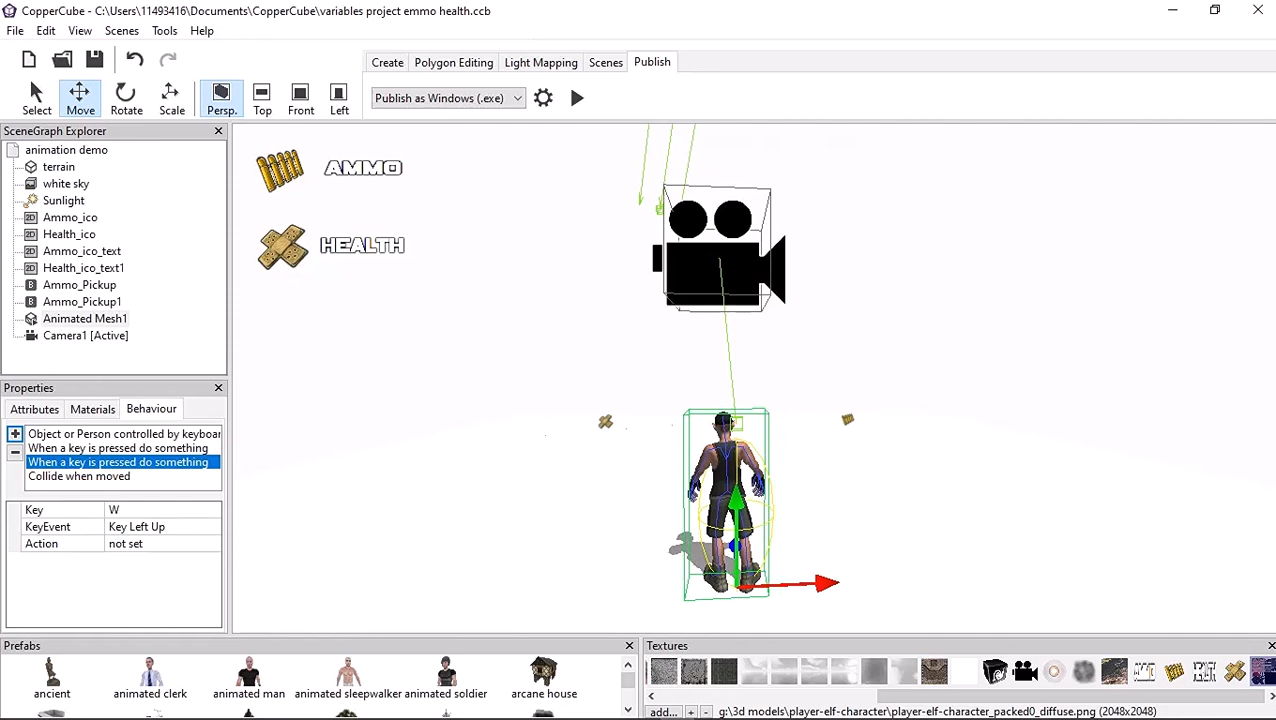 CopperCube - C:\Users\11493416\Documents\CopperCube\variables project emmo health.ccb
File Edit View Scenes Tools Help
Create Polygon Editing Light Mapping Scenes Publish
Select Move Rotate Scale Persp. Top Front Left
Publish as Windows (.exe)
SceneGraph Explorer
animation demo
terrain
white sky
Sunlight
2D Ammo_ico
2D Health_ico
2D Ammo_ico_text
2D Health_ico_text1
B Ammo_Pickup
B Ammo_Pickup1
Animated Mesh1
Camera1 [Active]
AMMO
HEALTH
Properties
Attributes Materials Behaviour
Object or Person controlled by keyboar
When a key is pressed do something
When a key is pressed do something
Collide when moved
Key W
KeyEvent Key Left Up
Action not set
Prefabs
ancient animated clerk animated man animated sleepwalker animated soldier arcane house
Textures
add... + - g:\3d models\player-elf-character\player-elf-character_packed0_diffuse.png (2048x2048)